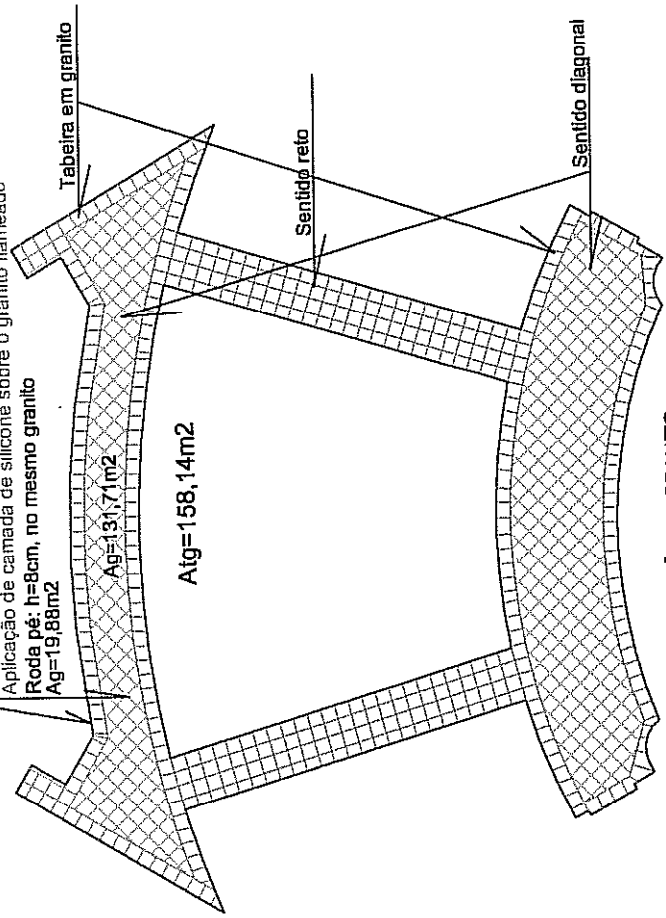 Aplicação de camada de silicone sobre o granito flameado
Roda pé: h=8cm, no mesmo granito
Ag=19,88m2
Tabeira em granito
Ag=131,71m2
Sentido reto
Atg=158,14m2
Sentido diagonal